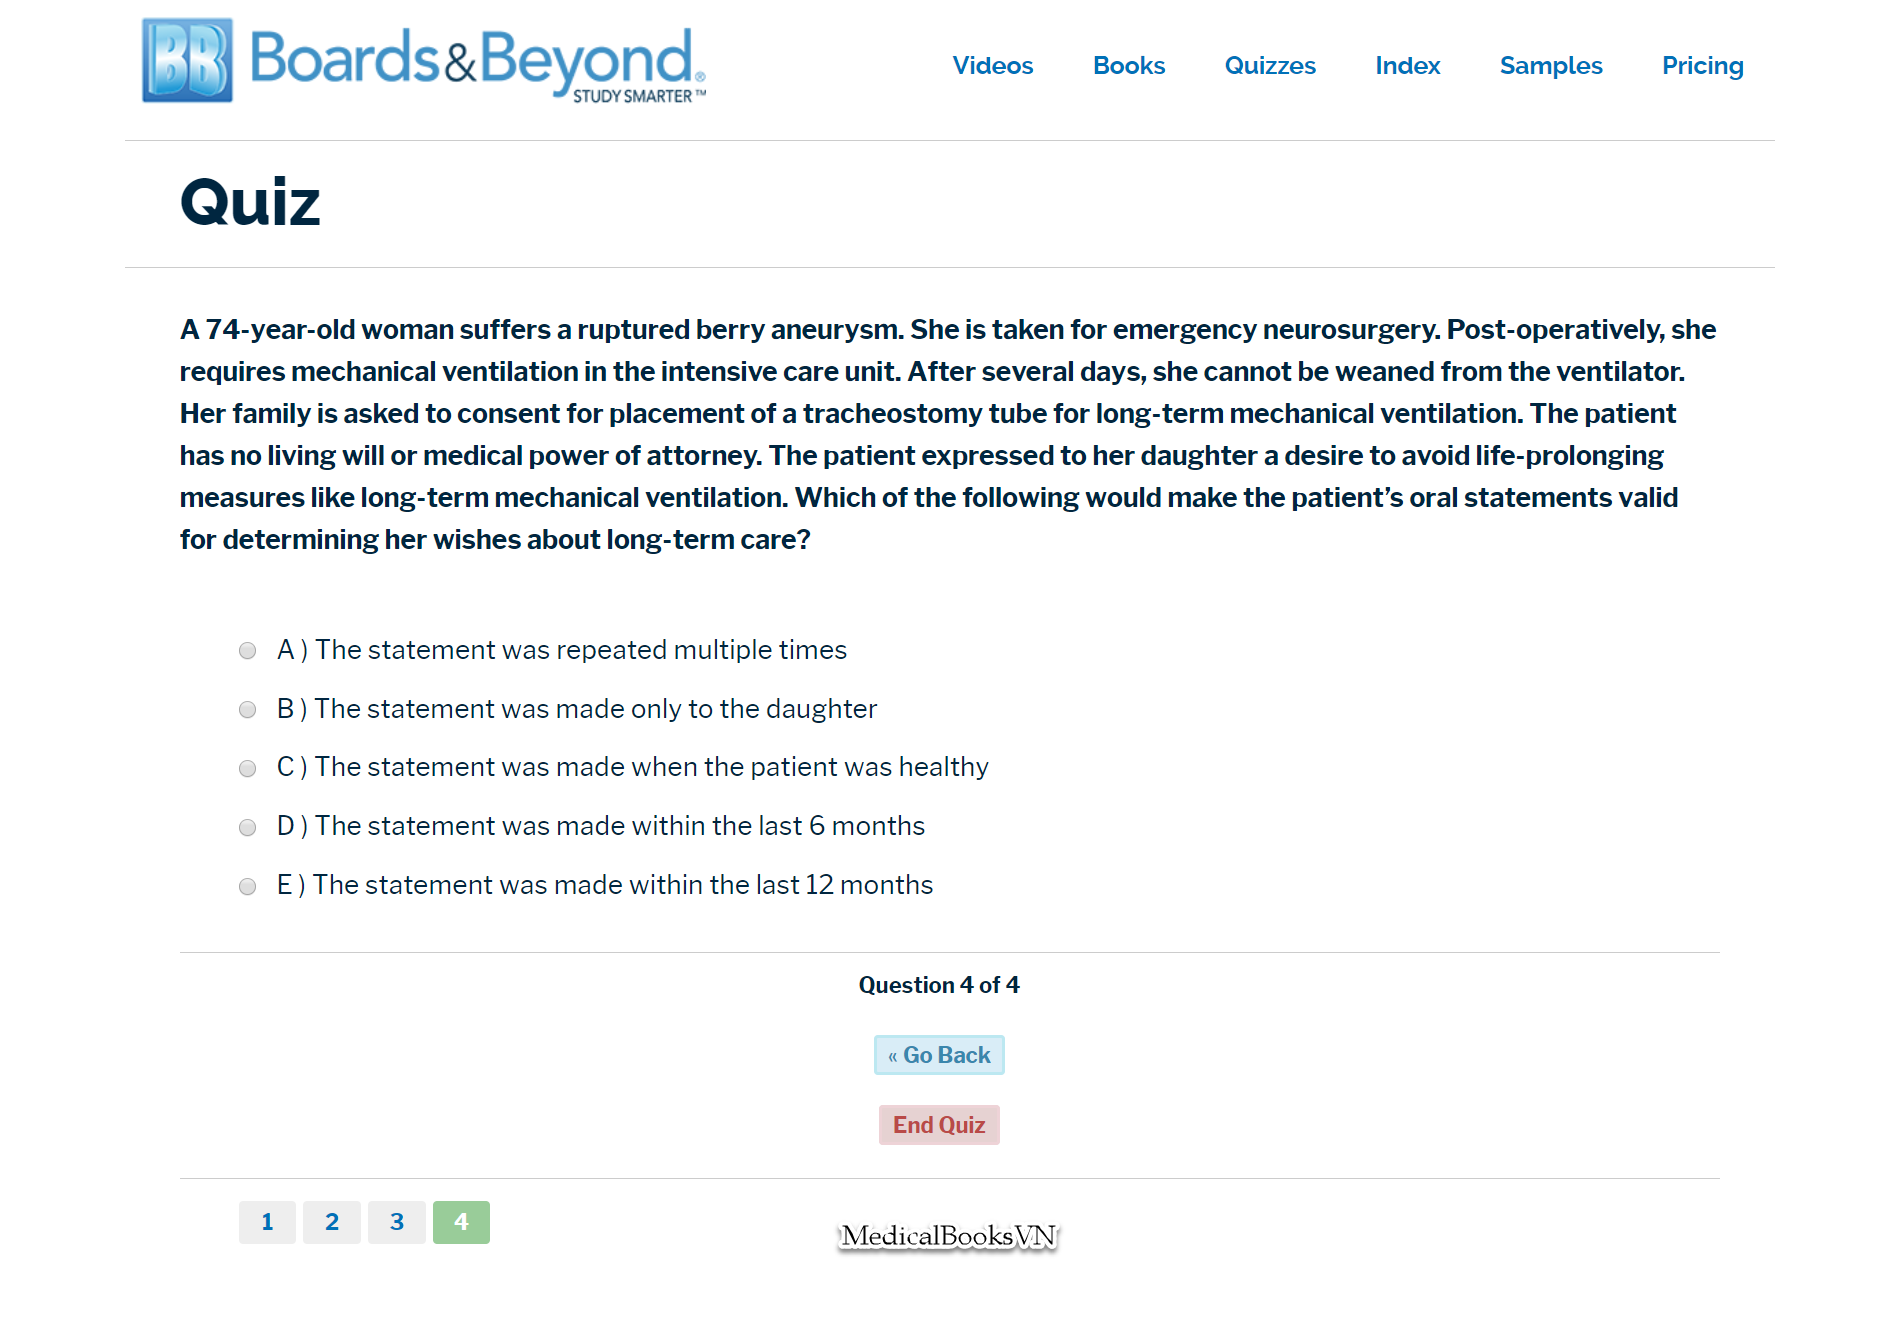 BB Boards&Beyond®
STUDY SMARTER™
Videos Books Quizzes Index Samples Pricing
Quiz
A 74-year-old woman suffers a ruptured berry aneurysm. She is taken for emergency neurosurgery. Post-operatively, she
requires mechanical ventilation in the intensive care unit. After several days, she cannot be weaned from the ventilator.
Her family is asked to consent for placement of a tracheostomy tube for long-term mechanical ventilation. The patient
has no living will or medical power of attorney. The patient expressed to her daughter a desire to avoid life-prolonging
measures like long-term mechanical ventilation. Which of the following would make the patient’s oral statements valid
for determining her wishes about long-term care?
A ) The statement was repeated multiple times
B ) The statement was made only to the daughter
C ) The statement was made when the patient was healthy
D ) The statement was made within the last 6 months
E ) The statement was made within the last 12 months
Question 4 of 4
« Go Back
End Quiz
1 2 3 4
MedicalBooksVN